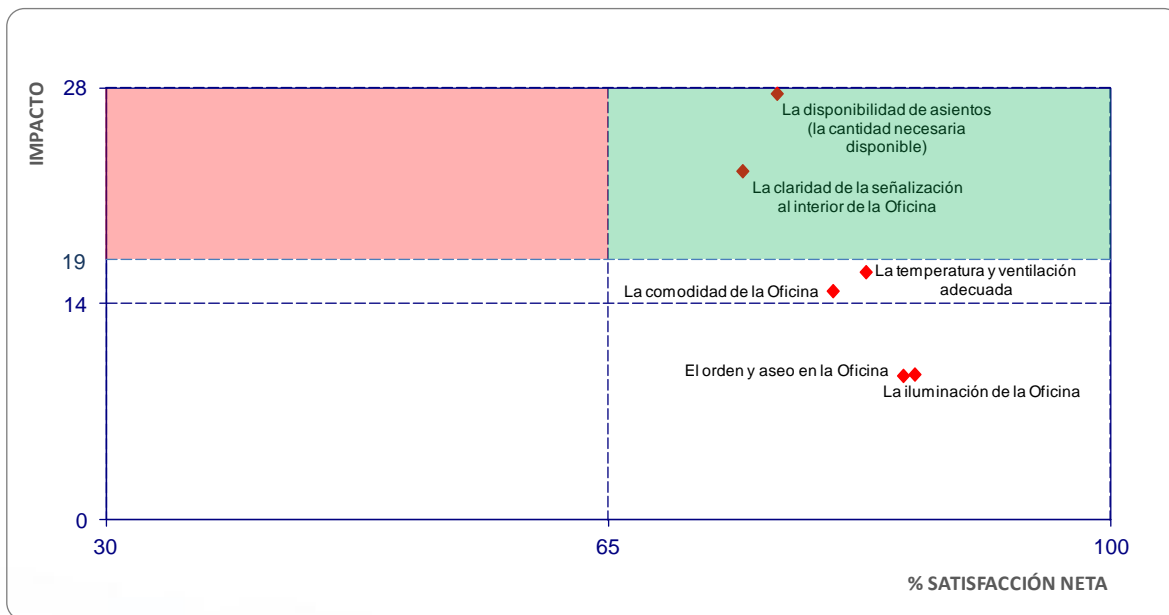 IMPACTO
28
La disponibilidad de asientos
(la cantidad necesaria
disponible)
La claridad de la señalización
al interior de la Oficina
19
La temperatura y ventilación
adecuada
La comodidad de la Oficina
14
El orden y aseo en la Oficina
La iluminación de la Oficina
0
30
65
100
% SATISFACCIÓN NETA